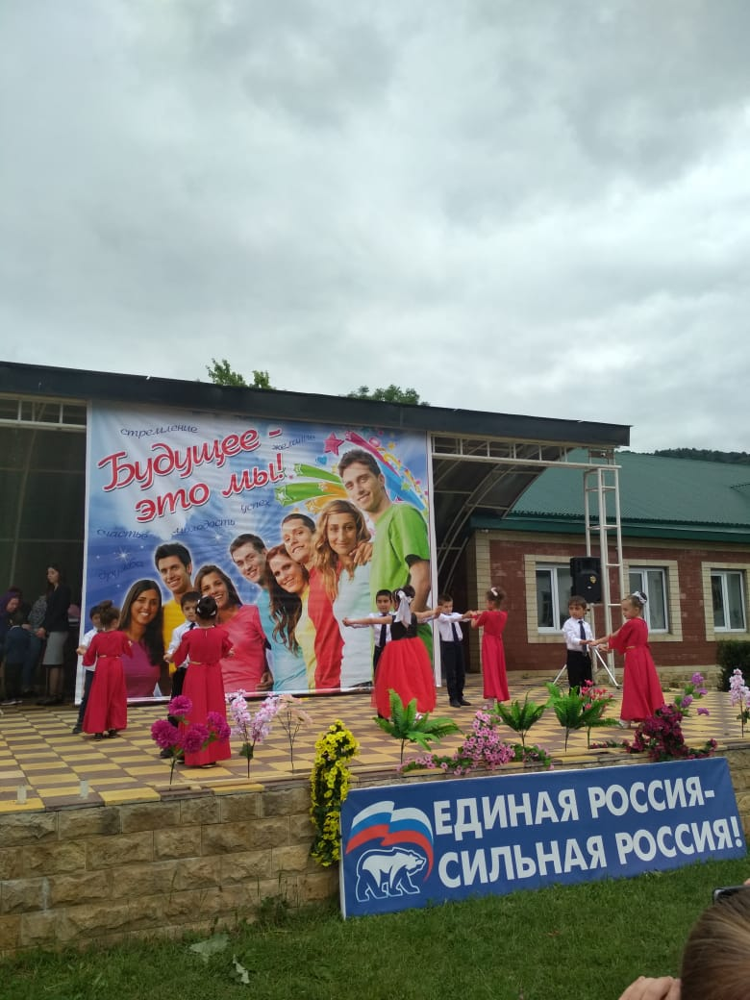 стремление
Будущее -
желание
это мы!
успех
счастье
молодость
дружба
ЕДИНАЯ РОССИЯ-
СИЛЬНАЯ РОССИЯ!